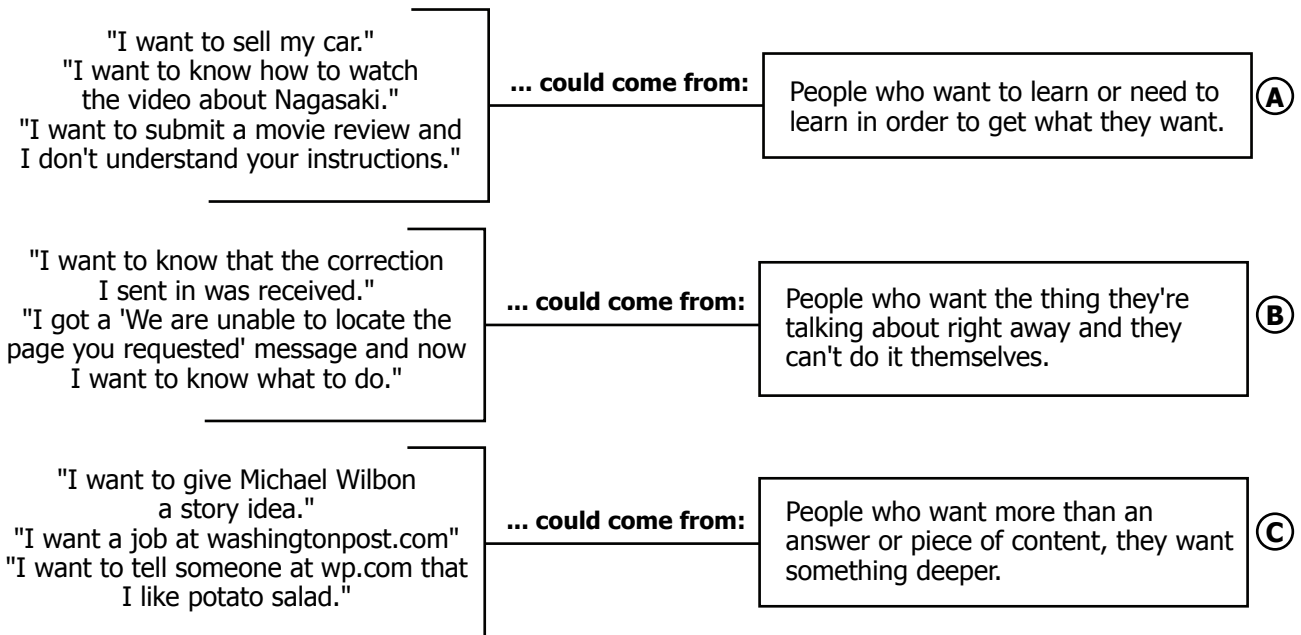 "I want to sell my car."
"I want to know how to watch
the video about Nagasaki."
"I want to submit a movie review and
I don't understand your instructions."
... could come from:
People who want to learn or need to
learn in order to get what they want.
A
"I want to know that the correction
I sent in was received."
"I got a 'We are unable to locate the
page you requested' message and now
I want to know what to do."
... could come from:
People who want the thing they're
talking about right away and they
can't do it themselves.
B
"I want to give Michael Wilbon
a story idea."
"I want a job at washingtonpost.com"
"I want to tell someone at wp.com that
I like potato salad."
... could come from:
People who want more than an
answer or piece of content, they want
something deeper.
C